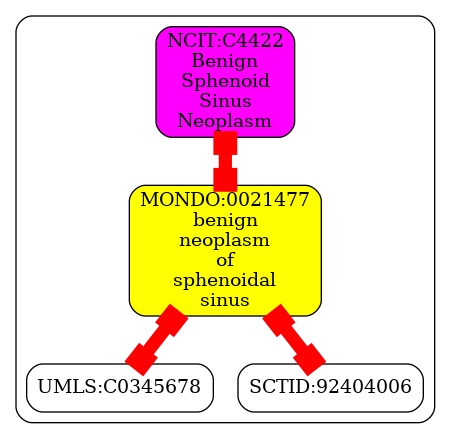 NCIT:C4422
Benign
Sphenoid
Sinus
Neoplasm
MONDO:0021477
benign
neoplasm
of
sphenoidal
sinus
UMLS:C0345678
SCTID:92404006